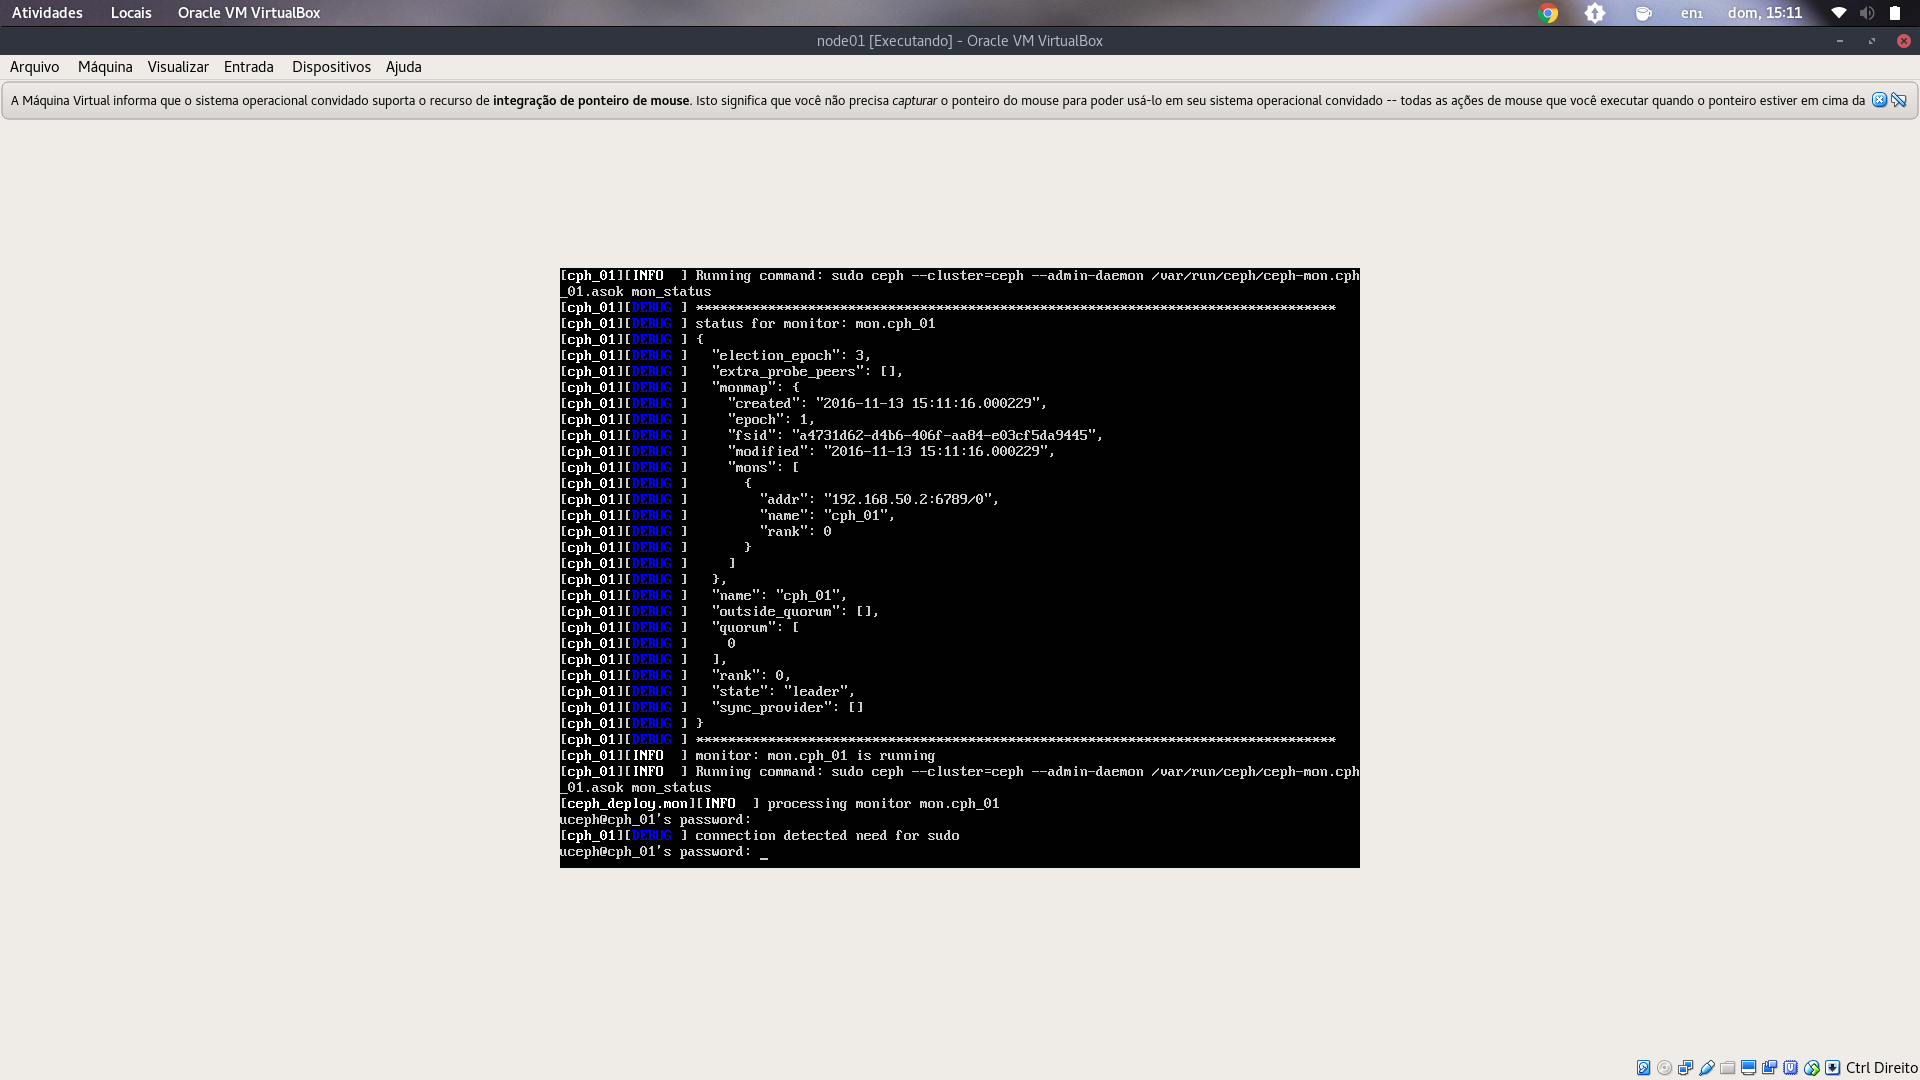 Atividades Locais Oracle VM VirtualBox en₁ dom, 15:11
node01 [Executando] - Oracle VM VirtualBox
Arquivo Máquina Visualizar Entrada Dispositivos Ajuda
A Máquina Virtual informa que o sistema operacional convidado suporta o recurso de integração de ponteiro de mouse. Isto significa que você não precisa capturar o ponteiro do mouse para poder usá-lo em seu sistema operacional convidado -- todas as ações de mouse que você executar quando o ponteiro estiver em cima da
[cph_01][INFO  ] Running command: sudo ceph --cluster=ceph --admin-daemon /var/run/ceph/ceph-mon.cph
_01.asok mon_status
[cph_01][DEBUG ] ********************************************************************************
[cph_01][DEBUG ] status for monitor: mon.cph_01
[cph_01][DEBUG ] {
[cph_01][DEBUG ]   "election_epoch": 3,
[cph_01][DEBUG ]   "extra_probe_peers": [],
[cph_01][DEBUG ]   "monmap": {
[cph_01][DEBUG ]     "created": "2016-11-13 15:11:16.000229",
[cph_01][DEBUG ]     "epoch": 1,
[cph_01][DEBUG ]     "fsid": "a4731d62-d4b6-406f-aa84-e03cf5da9445",
[cph_01][DEBUG ]     "modified": "2016-11-13 15:11:16.000229",
[cph_01][DEBUG ]     "mons": [
[cph_01][DEBUG ]       {
[cph_01][DEBUG ]         "addr": "192.168.50.2:6789/0",
[cph_01][DEBUG ]         "name": "cph_01",
[cph_01][DEBUG ]         "rank": 0
[cph_01][DEBUG ]       }
[cph_01][DEBUG ]     ]
[cph_01][DEBUG ]   },
[cph_01][DEBUG ]   "name": "cph_01",
[cph_01][DEBUG ]   "outside_quorum": [],
[cph_01][DEBUG ]   "quorum": [
[cph_01][DEBUG ]     0
[cph_01][DEBUG ]   ],
[cph_01][DEBUG ]   "rank": 0,
[cph_01][DEBUG ]   "state": "leader",
[cph_01][DEBUG ]   "sync_provider": []
[cph_01][DEBUG ] }
[cph_01][DEBUG ] ********************************************************************************
[cph_01][INFO  ] monitor: mon.cph_01 is running
[cph_01][INFO  ] Running command: sudo ceph --cluster=ceph --admin-daemon /var/run/ceph/ceph-mon.cph
_01.asok mon_status
[ceph_deploy.mon][INFO  ] processing monitor mon.cph_01
uceph@cph_01's password:
[cph_01][DEBUG ] connection detected need for sudo
uceph@cph_01's password: _
Ctrl Direito